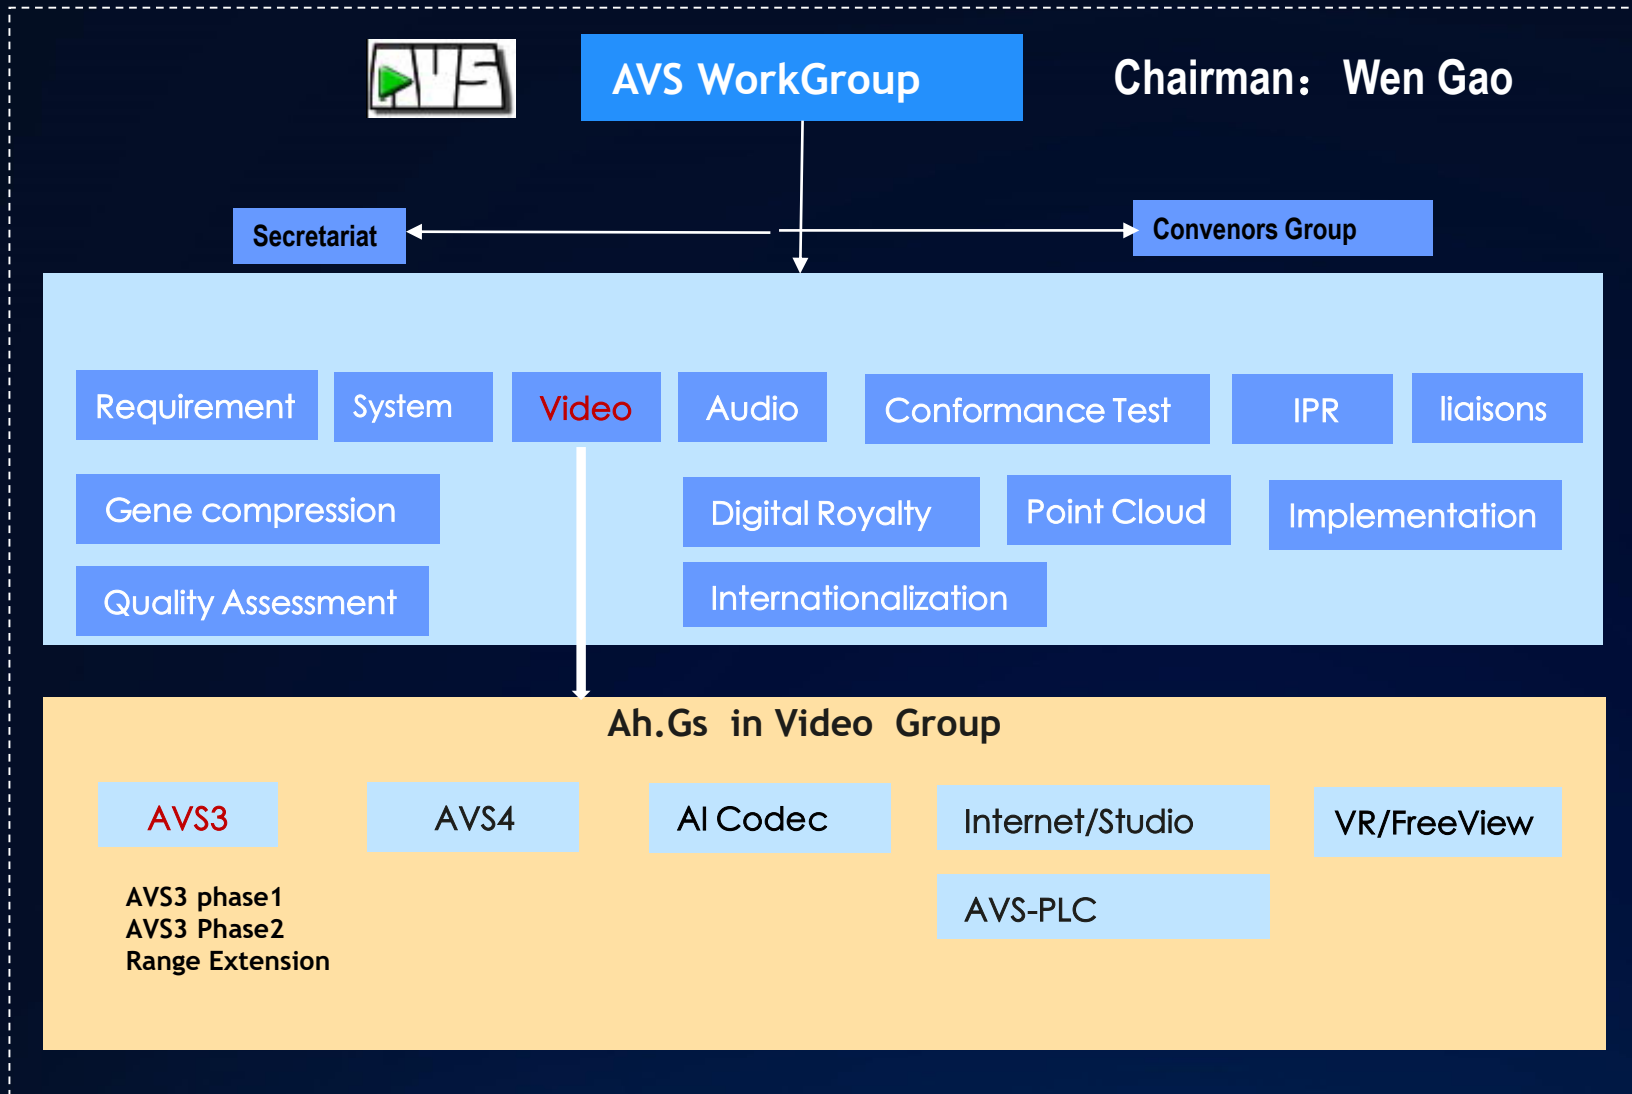 AVS
AVS WorkGroup
Chairman： Wen Gao
Secretariat
Convenors Group
Requirement
System
Video
Audio
Conformance Test
IPR
liaisons
Gene compression
Digital Royalty
Point Cloud
Implementation
Quality Assessment
Internationalization
Ah.Gs in Video Group
AVS3
AVS4
AI Codec
Internet/Studio
VR/FreeView
AVS-PLC
AVS3 phase1
AVS3 Phase2
Range Extension